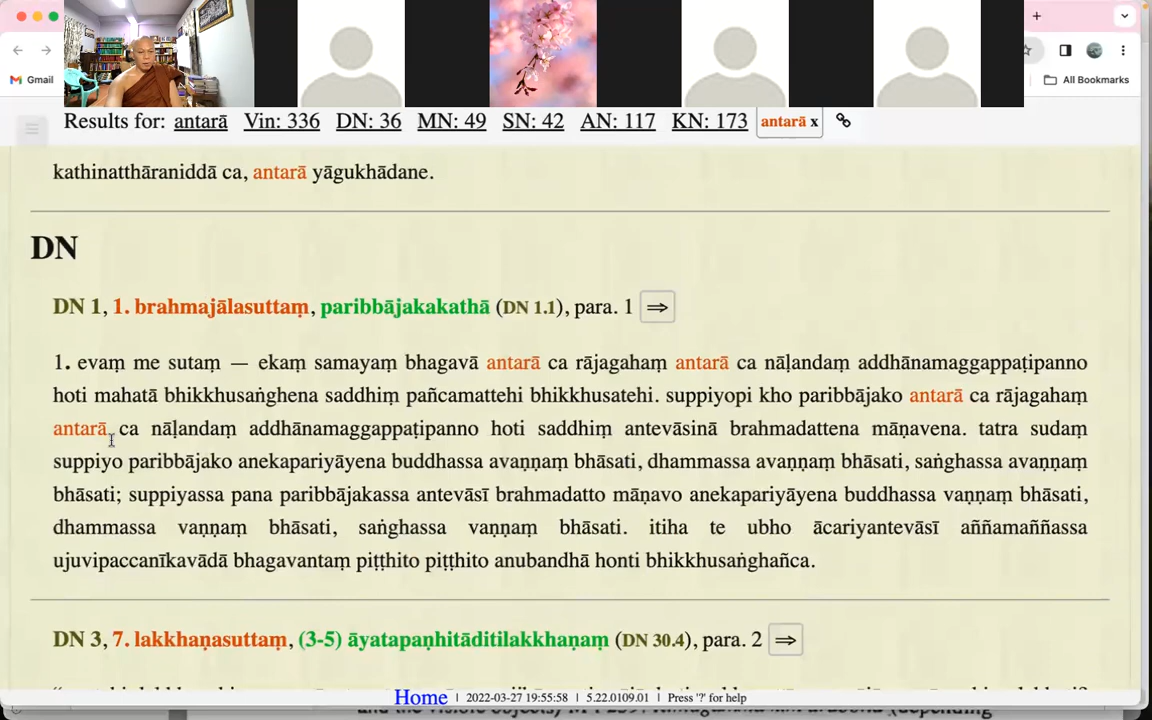 Gmail
All Bookmarks
Results for: antarā Vin: 336 DN: 36 MN: 49 SN: 42 AN: 117 KN: 173 antarā x
kathinatthāraniddā ca, antarā yāgukhādane.
DN
DN 1, 1. brahmajālasuttaṃ, paribbājakakathā (DN 1.1), para. 1 ⇒
1. evaṃ me sutaṃ — ekaṃ samayaṃ bhagavā antarā ca rājagahaṃ antarā ca nāḷandaṃ addhānamaggappaṭipanno
hoti mahatā bhikkhusaṅghena saddhiṃ pañcamattehi bhikkhusatehi. suppiyopi kho paribbājako antarā ca rājagahaṃ
antarā ca nāḷandaṃ addhānamaggappaṭipanno hoti saddhiṃ antevāsinā brahmadattena māṇavena. tatra sudaṃ
suppiyo paribbājako anekapariyāyena buddhassa avaṇṇaṃ bhāsati, dhammassa avaṇṇaṃ bhāsati, saṅghassa avaṇṇaṃ
bhāsati; suppiyassa pana paribbājakassa antevāsī brahmadatto māṇavo anekapariyāyena buddhassa vaṇṇaṃ bhāsati,
dhammassa vaṇṇaṃ bhāsati, saṅghassa vaṇṇaṃ bhāsati. itiha te ubho ācariyantevāsī aññamaññassa
ujuvipaccanīkavādā bhagavantaṃ piṭṭhito piṭṭhito anubandhā honti bhikkhusaṅghañca.
DN 3, 7. lakkhaṇasuttaṃ, (3-5) āyatapaṇhitāditilakkhaṇaṃ (DN 30.4), para. 2 ⇒
Home | 2022-03-27 19:55:58 | 5.22.0109.01 | Press '?' for help